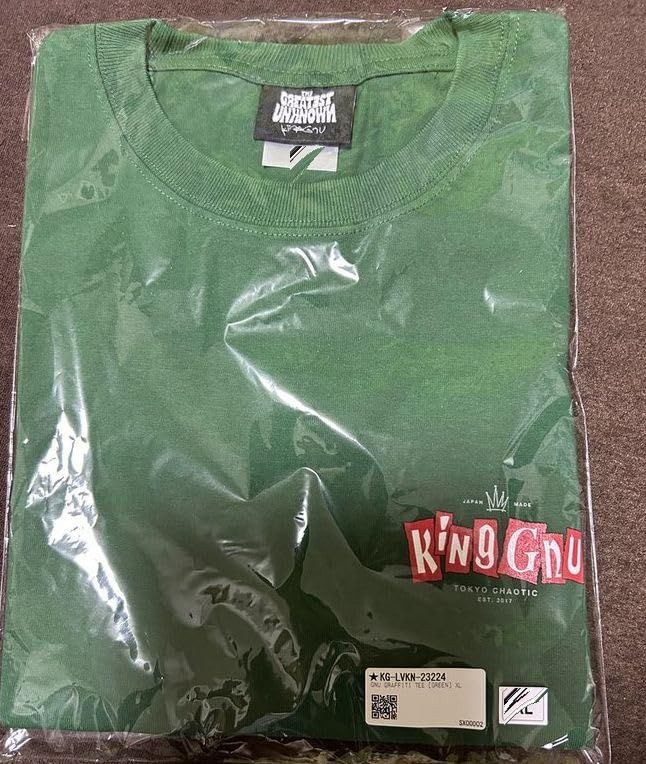 THE
GREATEST
UNKNOWN
King Gnu
JAPAN MADE
King Gnu
TOKYO CHAOTIC
EST. 2017
★KG-LVKN-23224
GNU GRAFFITI TEE [GREEN] XL
SX00002